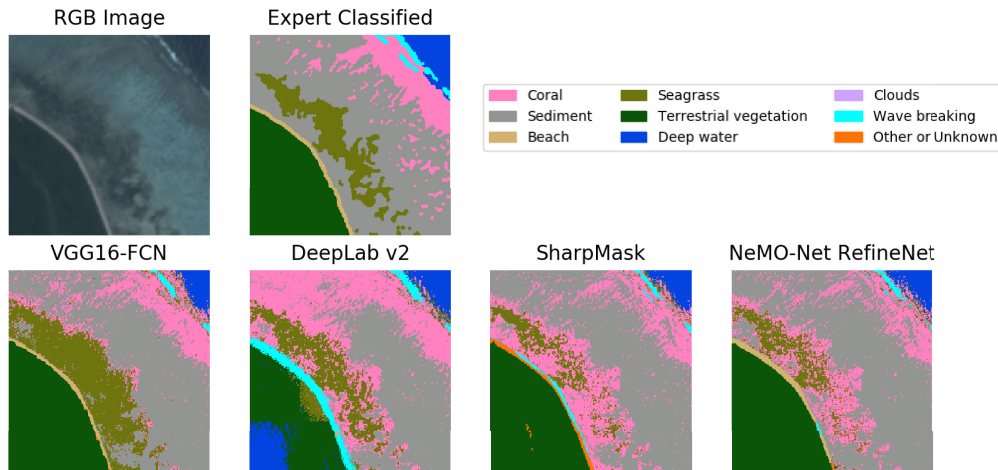 RGB Image
Expert Classified
Coral
Seagrass
Clouds
Sediment
Terrestrial vegetation
Wave breaking
Beach
Deep water
Other or Unknown
VGG16-FCN
DeepLab v2
SharpMask
NeMO-Net RefineNet